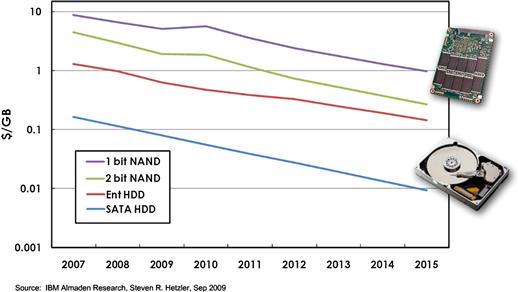 10
1
0.1
0.01
0.001
$/GB
1 bit NAND
2 bit NAND
Ent HDD
SATA HDD
2007 2008 2009 2010 2011 2012 2013 2014 2015
Source: IBM Almaden Research, Steven R. Hetzler, Sep 2009